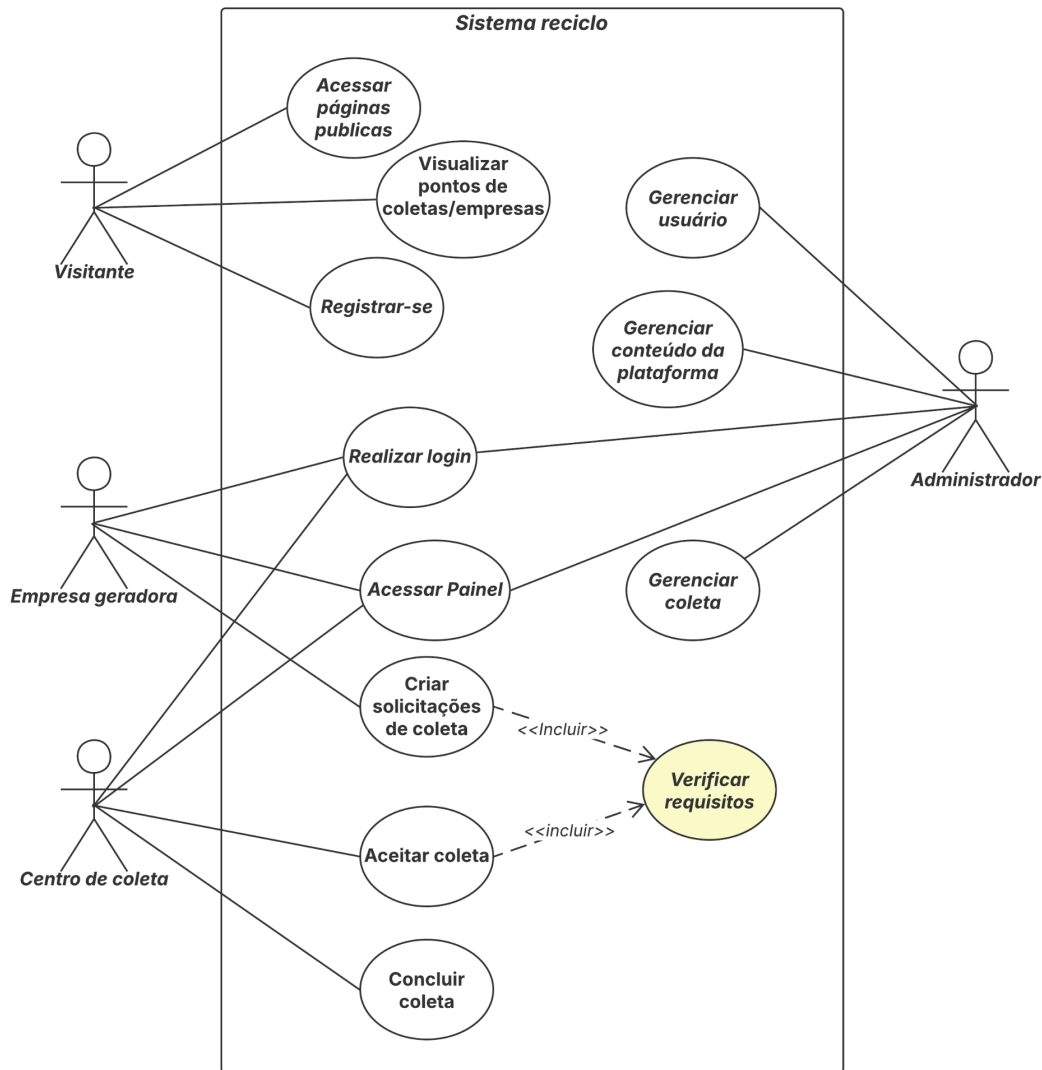 Sistema reciclo
Acessar
páginas
publicas
Visualizar
pontos de
coletas/empresas
Gerenciar
usuário
Visitante
Registrar-se
Gerenciar
conteúdo da
plataforma
Realizar login
Administrador
Empresa geradora
Acessar Painel
Gerenciar
coleta
Criar
solicitações
de coleta
<<Incluir>>
Verificar
requisitos
<<incluir>>
Aceitar coleta
Centro de coleta
Concluir
coleta